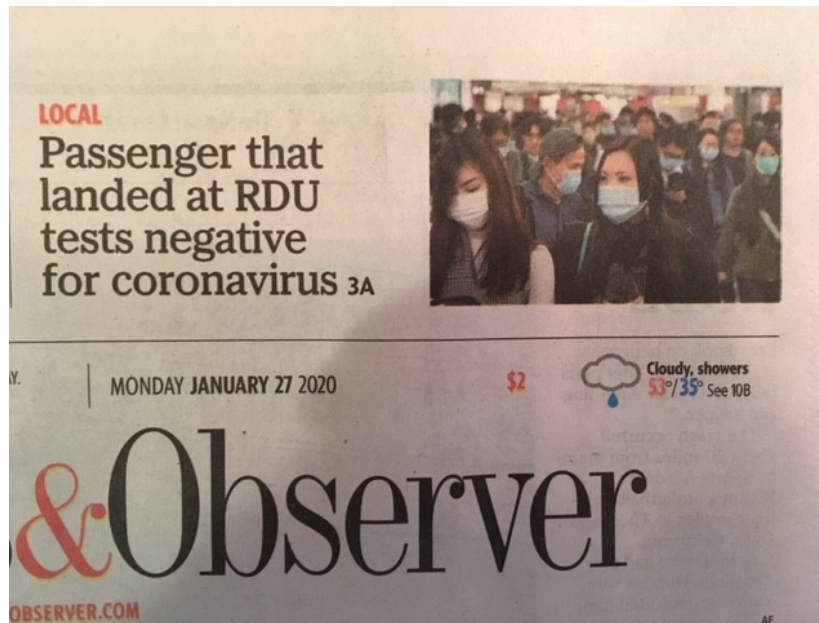 LOCAL
Passenger that
landed at RDU
tests negative
for coronavirus 3A
Y.
MONDAY JANUARY 27 2020
$2
Cloudy, showers
53°/35° See 10B
&Observer
OBSERVER.COM